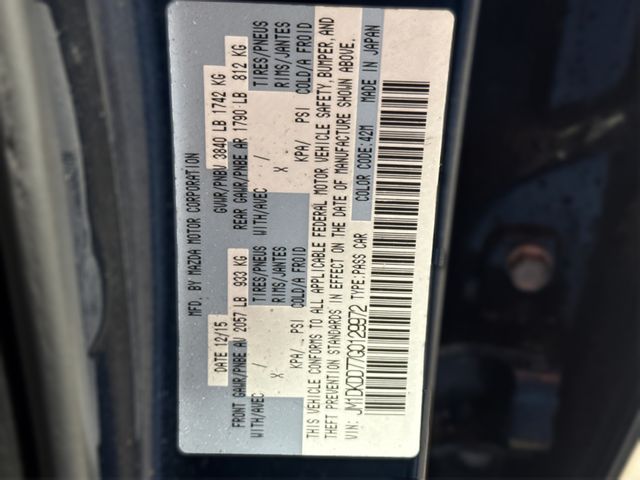 MFD. BY MAZDA MOTOR CORPORATION
DATE 12/15 GVWR/PNBV 3840 LB 1742 KG
FRONT GAWR/PNBE AV 2057 LB 933 KG REAR GAWR/PNBE AR 1790 LB 812 KG
WITH/AVEC / TIRES/PNEUS WITH/AVEC / TIRES/PNEUS
X RIMS/JANTES X RIMS/JANTES
KPA/ PSI COLD/A FROID KPA/ PSI COLD/A FROID
THIS VEHICLE CONFORMS TO ALL APPLICABLE FEDERAL MOTOR VEHICLE SAFETY, BUMPER, AND
THEFT PREVENTION STANDARDS IN EFFECT ON THE DATE OF MANUFACTURE SHOWN ABOVE.
VIN: JM1DKDD77G0129972 TYPE:PASS CAR COLOR CODE:42M MADE IN JAPAN